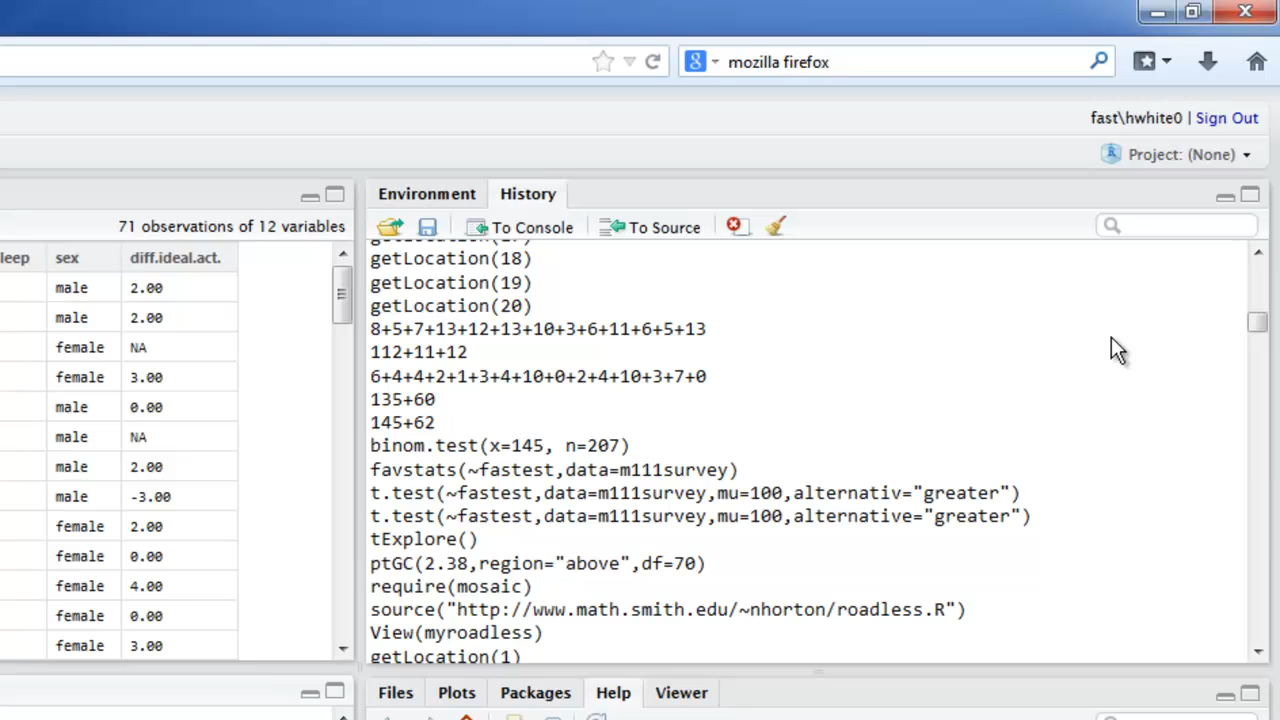 mozilla firefox
fast\hwhite0 | Sign Out
Project: (None)
Environment
History
71 observations of 12 variables
To Console
To Source
leep sex diff.ideal.act.
male 2.00
male 2.00
female NA
female 3.00
male 0.00
male NA
male 2.00
male -3.00
female 2.00
female 0.00
female 4.00
female 0.00
female 3.00
getLocation(18)
getLocation(19)
getLocation(20)
8+5+7+13+12+13+10+3+6+11+6+5+13
112+11+12
6+4+4+2+1+3+4+10+0+2+4+10+3+7+0
135+60
145+62
binom.test(x=145, n=207)
favstats(~fastest,data=m111survey)
t.test(~fastest,data=m111survey,mu=100,alternativ="greater")
t.test(~fastest,data=m111survey,mu=100,alternative="greater")
tExplore()
ptGC(2.38,region="above",df=70)
require(mosaic)
source("http://www.math.smith.edu/~nhorton/roadless.R")
View(myroadless)
getLocation(1)
Files
Plots
Packages
Help
Viewer